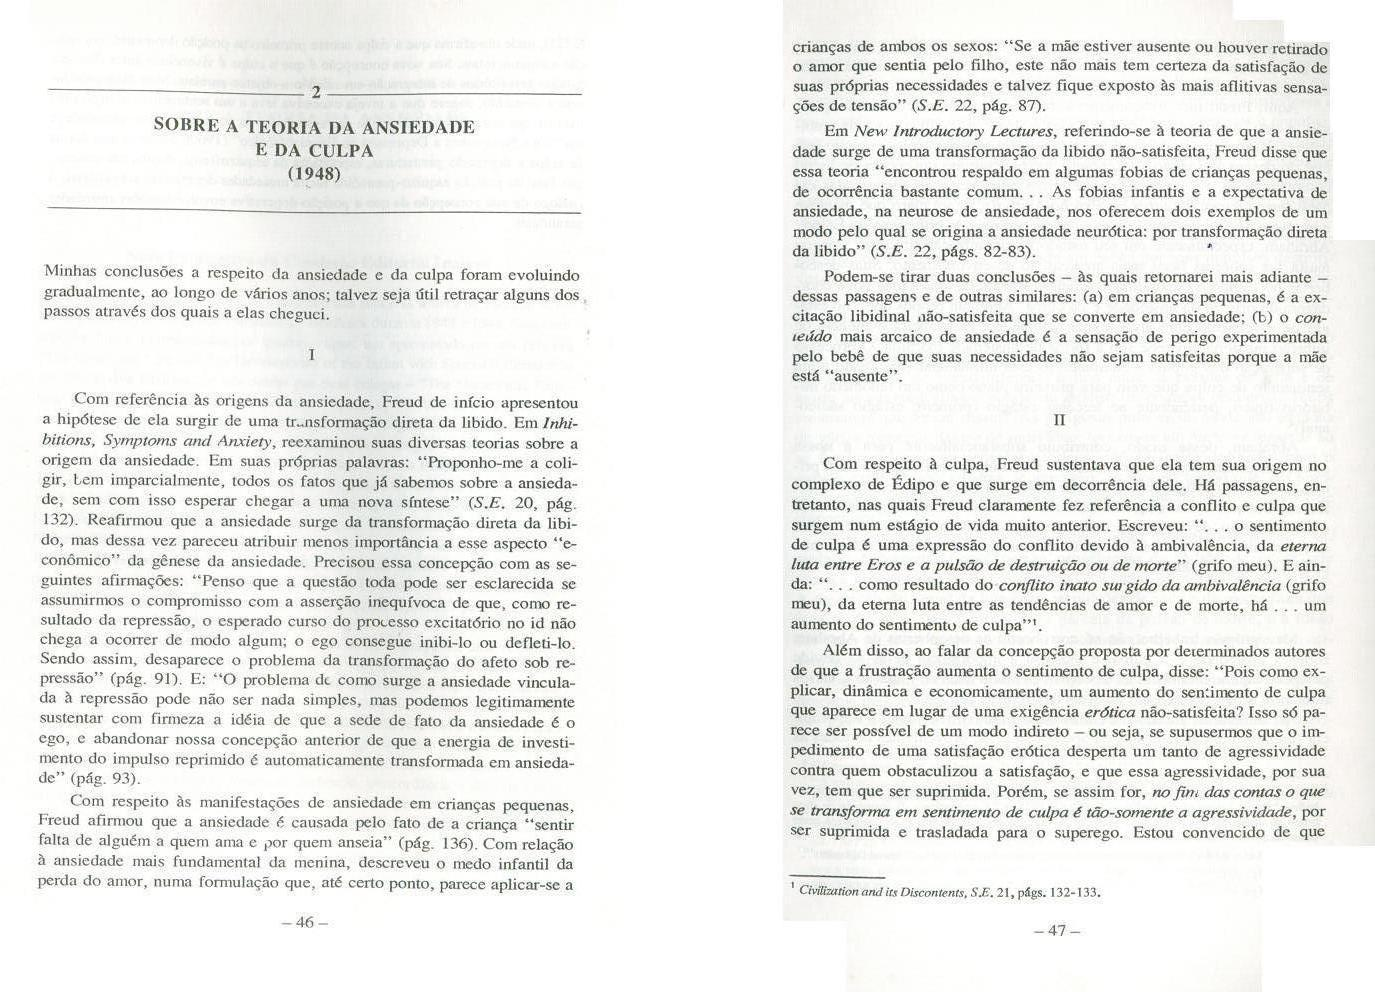 2
SOBRE A TEORIA DA ANSIEDADE
E DA CULPA
(1948)
Minhas conclusões a respeito da ansiedade e da culpa foram evoluindo
gradualmente, ao longo de vários anos; talvez seja útil retraçar alguns dos
passos através dos quais a elas cheguei.
I
Com referência às origens da ansiedade, Freud de início apresentou
a hipótese de ela surgir de uma transformação direta da libido. Em Inhi-
bitions, Symptoms and Anxiety, reexaminou suas diversas teorias sobre a
origem da ansiedade. Em suas próprias palavras: “Proponho-me a coli-
gir, bem imparcialmente, todos os fatos que já sabemos sobre a ansieda-
de, sem com isso esperar chegar a uma nova síntese” (S.E. 20, pág.
132). Reafirmou que a ansiedade surge da transformação direta da libi-
do, mas dessa vez pareceu atribuir menos importância a esse aspecto “e-
conômico” da gênese da ansiedade. Precisou essa concepção com as se-
guintes afirmações: “Penso que a questão toda pode ser esclarecida se
assumirmos o compromisso com a asserção inequívoca de que, como re-
sultado da repressão, o esperado curso do processo excitatório no id não
chega a ocorrer de modo algum; o ego consegue inibi-lo ou defleti-lo.
Sendo assim, desaparece o problema da transformação do afeto sob re-
pressão” (pág. 91). E: “O problema de como surge a ansiedade vincula-
da à repressão pode não ser nada simples, mas podemos legitimamente
sustentar com firmeza a idéia de que a sede de fato da ansiedade é o
ego, e abandonar nossa concepção anterior de que a energia de investi-
mento do impulso reprimido é automaticamente transformada em ansieda-
de” (pág. 93).
Com respeito às manifestações de ansiedade em crianças pequenas,
Freud afirmou que a ansiedade é causada pelo fato de a criança “sentir
falta de alguém a quem ama e por quem anseia” (pág. 136). Com relação
à ansiedade mais fundamental da menina, descreveu o medo infantil da
perda do amor, numa formulação que, até certo ponto, parece aplicar-se a
– 46 –
crianças de ambos os sexos: “Se a mãe estiver ausente ou houver retirado
o amor que sentia pelo filho, este não mais tem certeza da satisfação de
suas próprias necessidades e talvez fique exposto às mais aflitivas sensa-
ções de tensão” (S.E. 22, pág. 87).
Em New Introductory Lectures, referindo-se à teoria de que a ansie-
dade surge de uma transformação da libido não-satisfeita, Freud disse que
essa teoria “encontrou respaldo em algumas fobias de crianças pequenas,
de ocorrência bastante comum. . . As fobias infantis e a expectativa de
ansiedade, na neurose de ansiedade, nos oferecem dois exemplos de um
modo pelo qual se origina a ansiedade neurótica: por transformação direta
da libido” (S.E. 22, págs. 82-83).
Podem-se tirar duas conclusões – às quais retornarei mais adiante –
dessas passagens e de outras similares: (a) em crianças pequenas, é a ex-
citação libidinal não-satisfeita que se converte em ansiedade; (b) o con-
teúdo mais arcaico de ansiedade é a sensação de perigo experimentada
pelo bebê de que suas necessidades não sejam satisfeitas porque a mãe
está “ausente”.
II
Com respeito à culpa, Freud sustentava que ela tem sua origem no
complexo de Édipo e que surge em decorrência dele. Há passagens, en-
tretanto, nas quais Freud claramente fez referência a conflito e culpa que
surgem num estágio de vida muito anterior. Escreveu: “. . . o sentimento
de culpa é uma expressão do conflito devido à ambivalência, da eterna
luta entre Eros e a pulsão de destruição ou de morte” (grifo meu). E ain-
da: “. . . como resultado do conflito inato surgido da ambivalência (grifo
meu), da eterna luta entre as tendências de amor e de morte, há . . . um
aumento do sentimento de culpa”¹.
Além disso, ao falar da concepção proposta por determinados autores
de que a frustração aumenta o sentimento de culpa, disse: “Pois como ex-
plicar, dinâmica e economicamente, um aumento do sentimento de culpa
que aparece em lugar de uma exigência erótica não-satisfeita? Isso só pa-
rece ser possível de um modo indireto – ou seja, se supusermos que o im-
pedimento de uma satisfação erótica desperta um tanto de agressividade
contra quem obstaculizou a satisfação, e que essa agressividade, por sua
vez, tem que ser suprimida. Porém, se assim for, no fim das contas o que
se transforma em sentimento de culpa é tão-somente a agressividade, por
ser suprimida e trasladada para o superego. Estou convencido de que
¹ Civilization and its Discontents, S.E. 21, págs. 132-133.
– 47 –